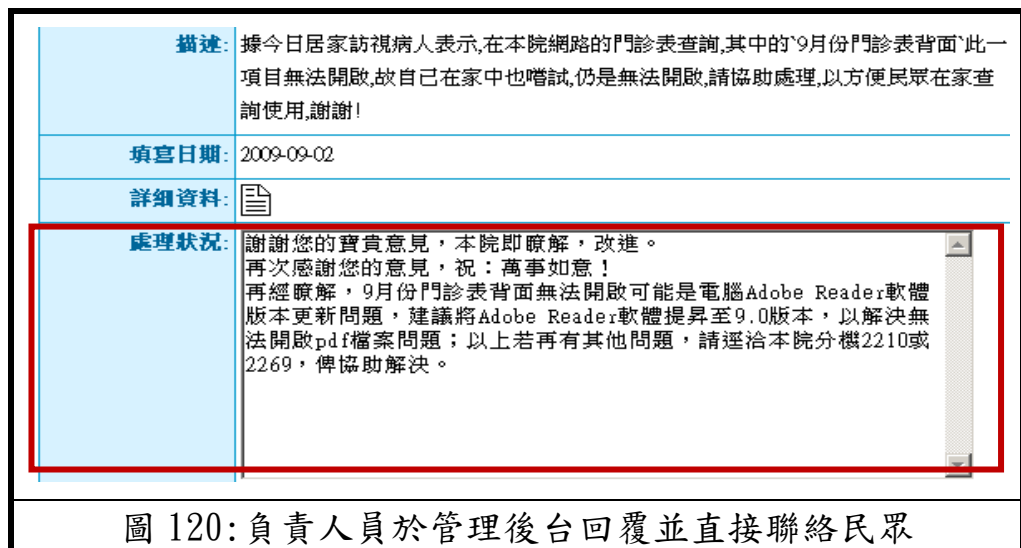 描述: 據今日居家訪視病人表示,在本院網路的門診表查詢,其中的`9月份門診表背面`此一
項目無法開啟,故自己在家中也嚐試,仍是無法開啟,請協助處理,以方便民眾在家查
詢使用,謝謝!
填寫日期: 2009-09-02
詳細資料:
處理狀況: 謝謝您的寶貴意見，本院即瞭解，改進。
再次感謝您的意見，祝：萬事如意！
再經瞭解，9月份門診表背面無法開啟可能是電腦Adobe Reader軟體
版本更新問題，建議將Adobe Reader軟體提昇至9.0版本，以解決無
法開啟pdf檔案問題；以上若再有其他問題，請逕洽本院分機2210或
2269，俾協助解決。
圖 120:負責人員於管理後台回覆並直接聯絡民眾